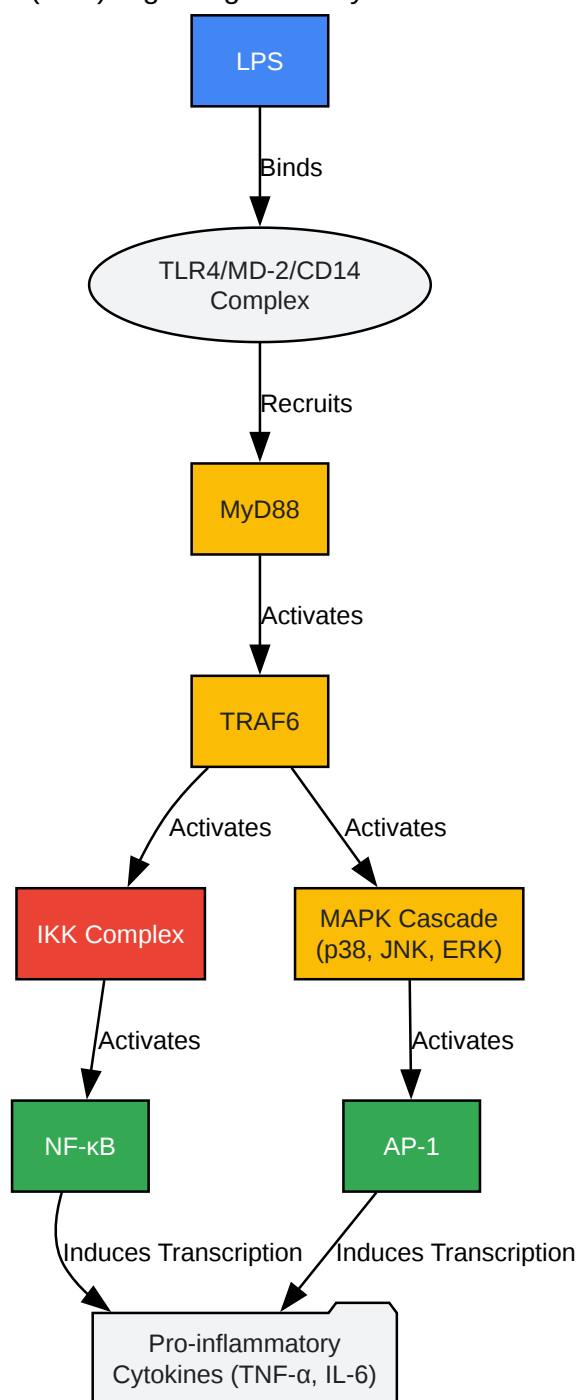 LPS
Binds
TLR4/MD-2/CD14
Complex
Recruits
MyD88
Activates
TRAF6
Activates
Activates
IKK Complex
MAPK Cascade
(p38, JNK, ERK)
Activates
Activates
NF-κB
AP-1
Induces Transcription
Induces Transcription
Pro-inflammatory
Cytokines (TNF-α, IL-6)